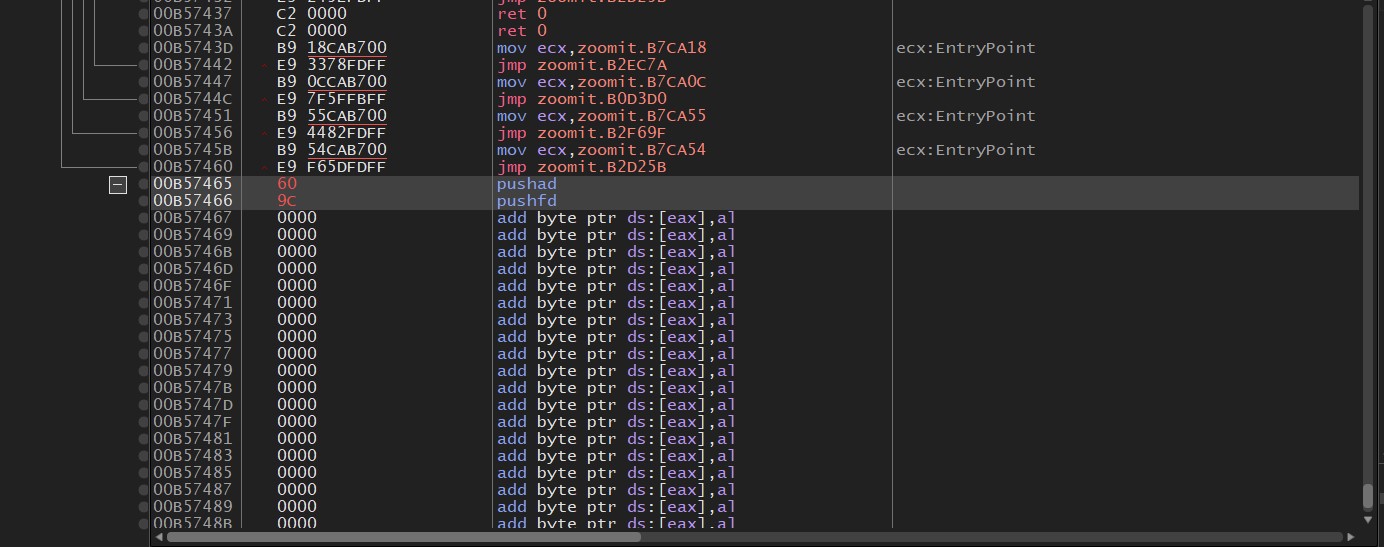 00B57437 C2 0000 ret 0
00B5743A C2 0000 ret 0
00B5743D B9 18CAB700 mov ecx,zoomit.B7CA18 ecx:EntryPoint
00B57442 E9 3378FDFF jmp zoomit.B2EC7A
00B57447 B9 0CCAB700 mov ecx,zoomit.B7CA0C ecx:EntryPoint
00B5744C E9 7F5FFBFF jmp zoomit.B0D3D0
00B57451 B9 55CAB700 mov ecx,zoomit.B7CA55 ecx:EntryPoint
00B57456 E9 4482FDFF jmp zoomit.B2F69F
00B5745B B9 54CAB700 mov ecx,zoomit.B7CA54 ecx:EntryPoint
00B57460 E9 F65DFDFF jmp zoomit.B2D25B
00B57465 60 pushad
00B57466 9C pushfd
00B57467 0000 add byte ptr ds:[eax],al
00B57469 0000 add byte ptr ds:[eax],al
00B5746B 0000 add byte ptr ds:[eax],al
00B5746D 0000 add byte ptr ds:[eax],al
00B5746F 0000 add byte ptr ds:[eax],al
00B57471 0000 add byte ptr ds:[eax],al
00B57473 0000 add byte ptr ds:[eax],al
00B57475 0000 add byte ptr ds:[eax],al
00B57477 0000 add byte ptr ds:[eax],al
00B57479 0000 add byte ptr ds:[eax],al
00B5747B 0000 add byte ptr ds:[eax],al
00B5747D 0000 add byte ptr ds:[eax],al
00B5747F 0000 add byte ptr ds:[eax],al
00B57481 0000 add byte ptr ds:[eax],al
00B57483 0000 add byte ptr ds:[eax],al
00B57485 0000 add byte ptr ds:[eax],al
00B57487 0000 add byte ptr ds:[eax],al
00B57489 0000 add byte ptr ds:[eax],al
00B5748B 0000 add byte ptr ds:[eax],al